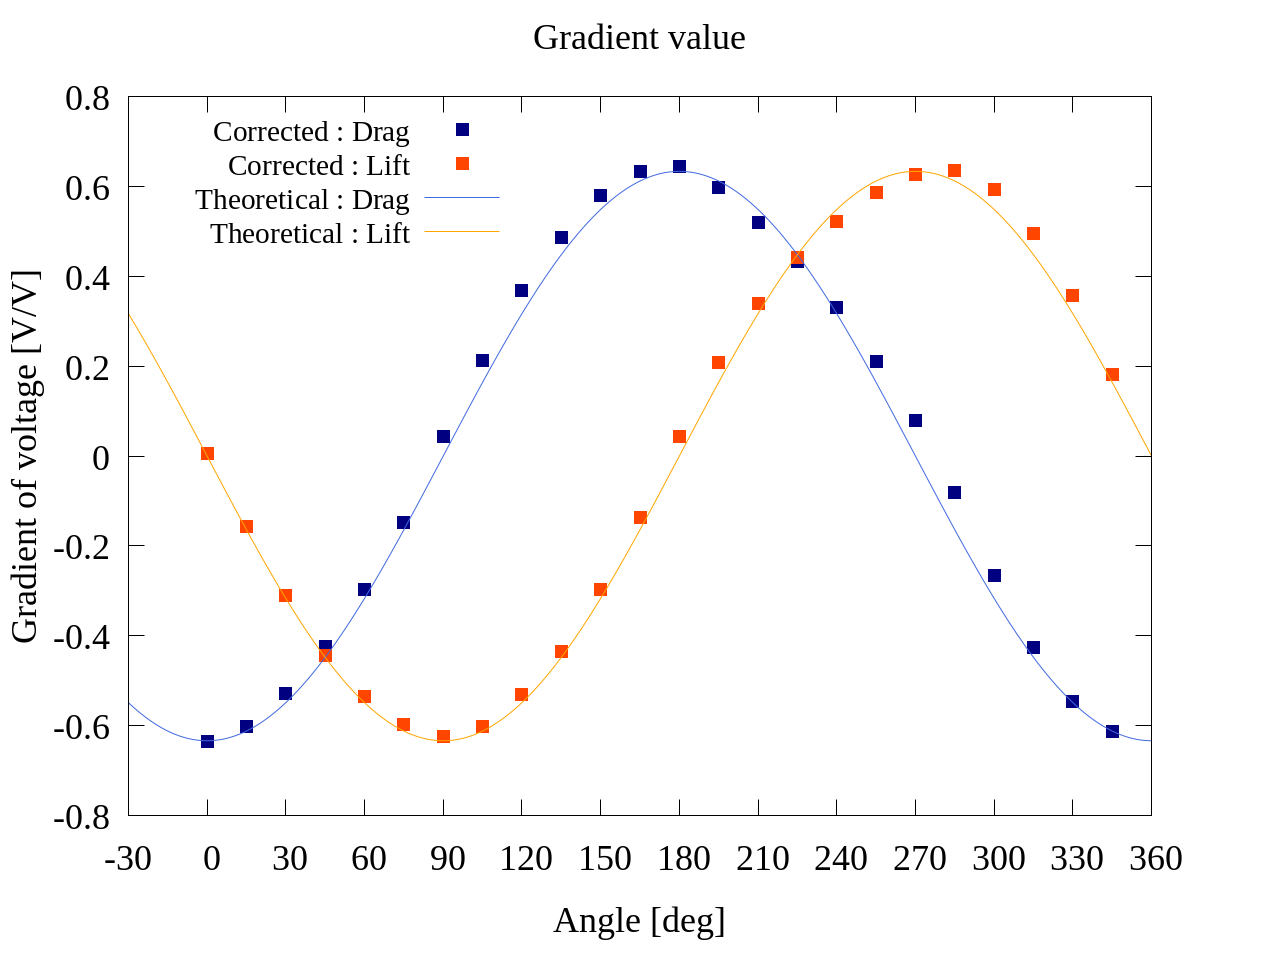 Gradient value
0.8
0.6
0.4
0.2
0
-0.2
-0.4
-0.6
-0.8
Gradient of voltage [V/V]
Corrected : Drag
Corrected : Lift
Theoretical : Drag
Theoretical : Lift
-30 0 30 60 90 120 150 180 210 240 270 300 330 360
Angle [deg]